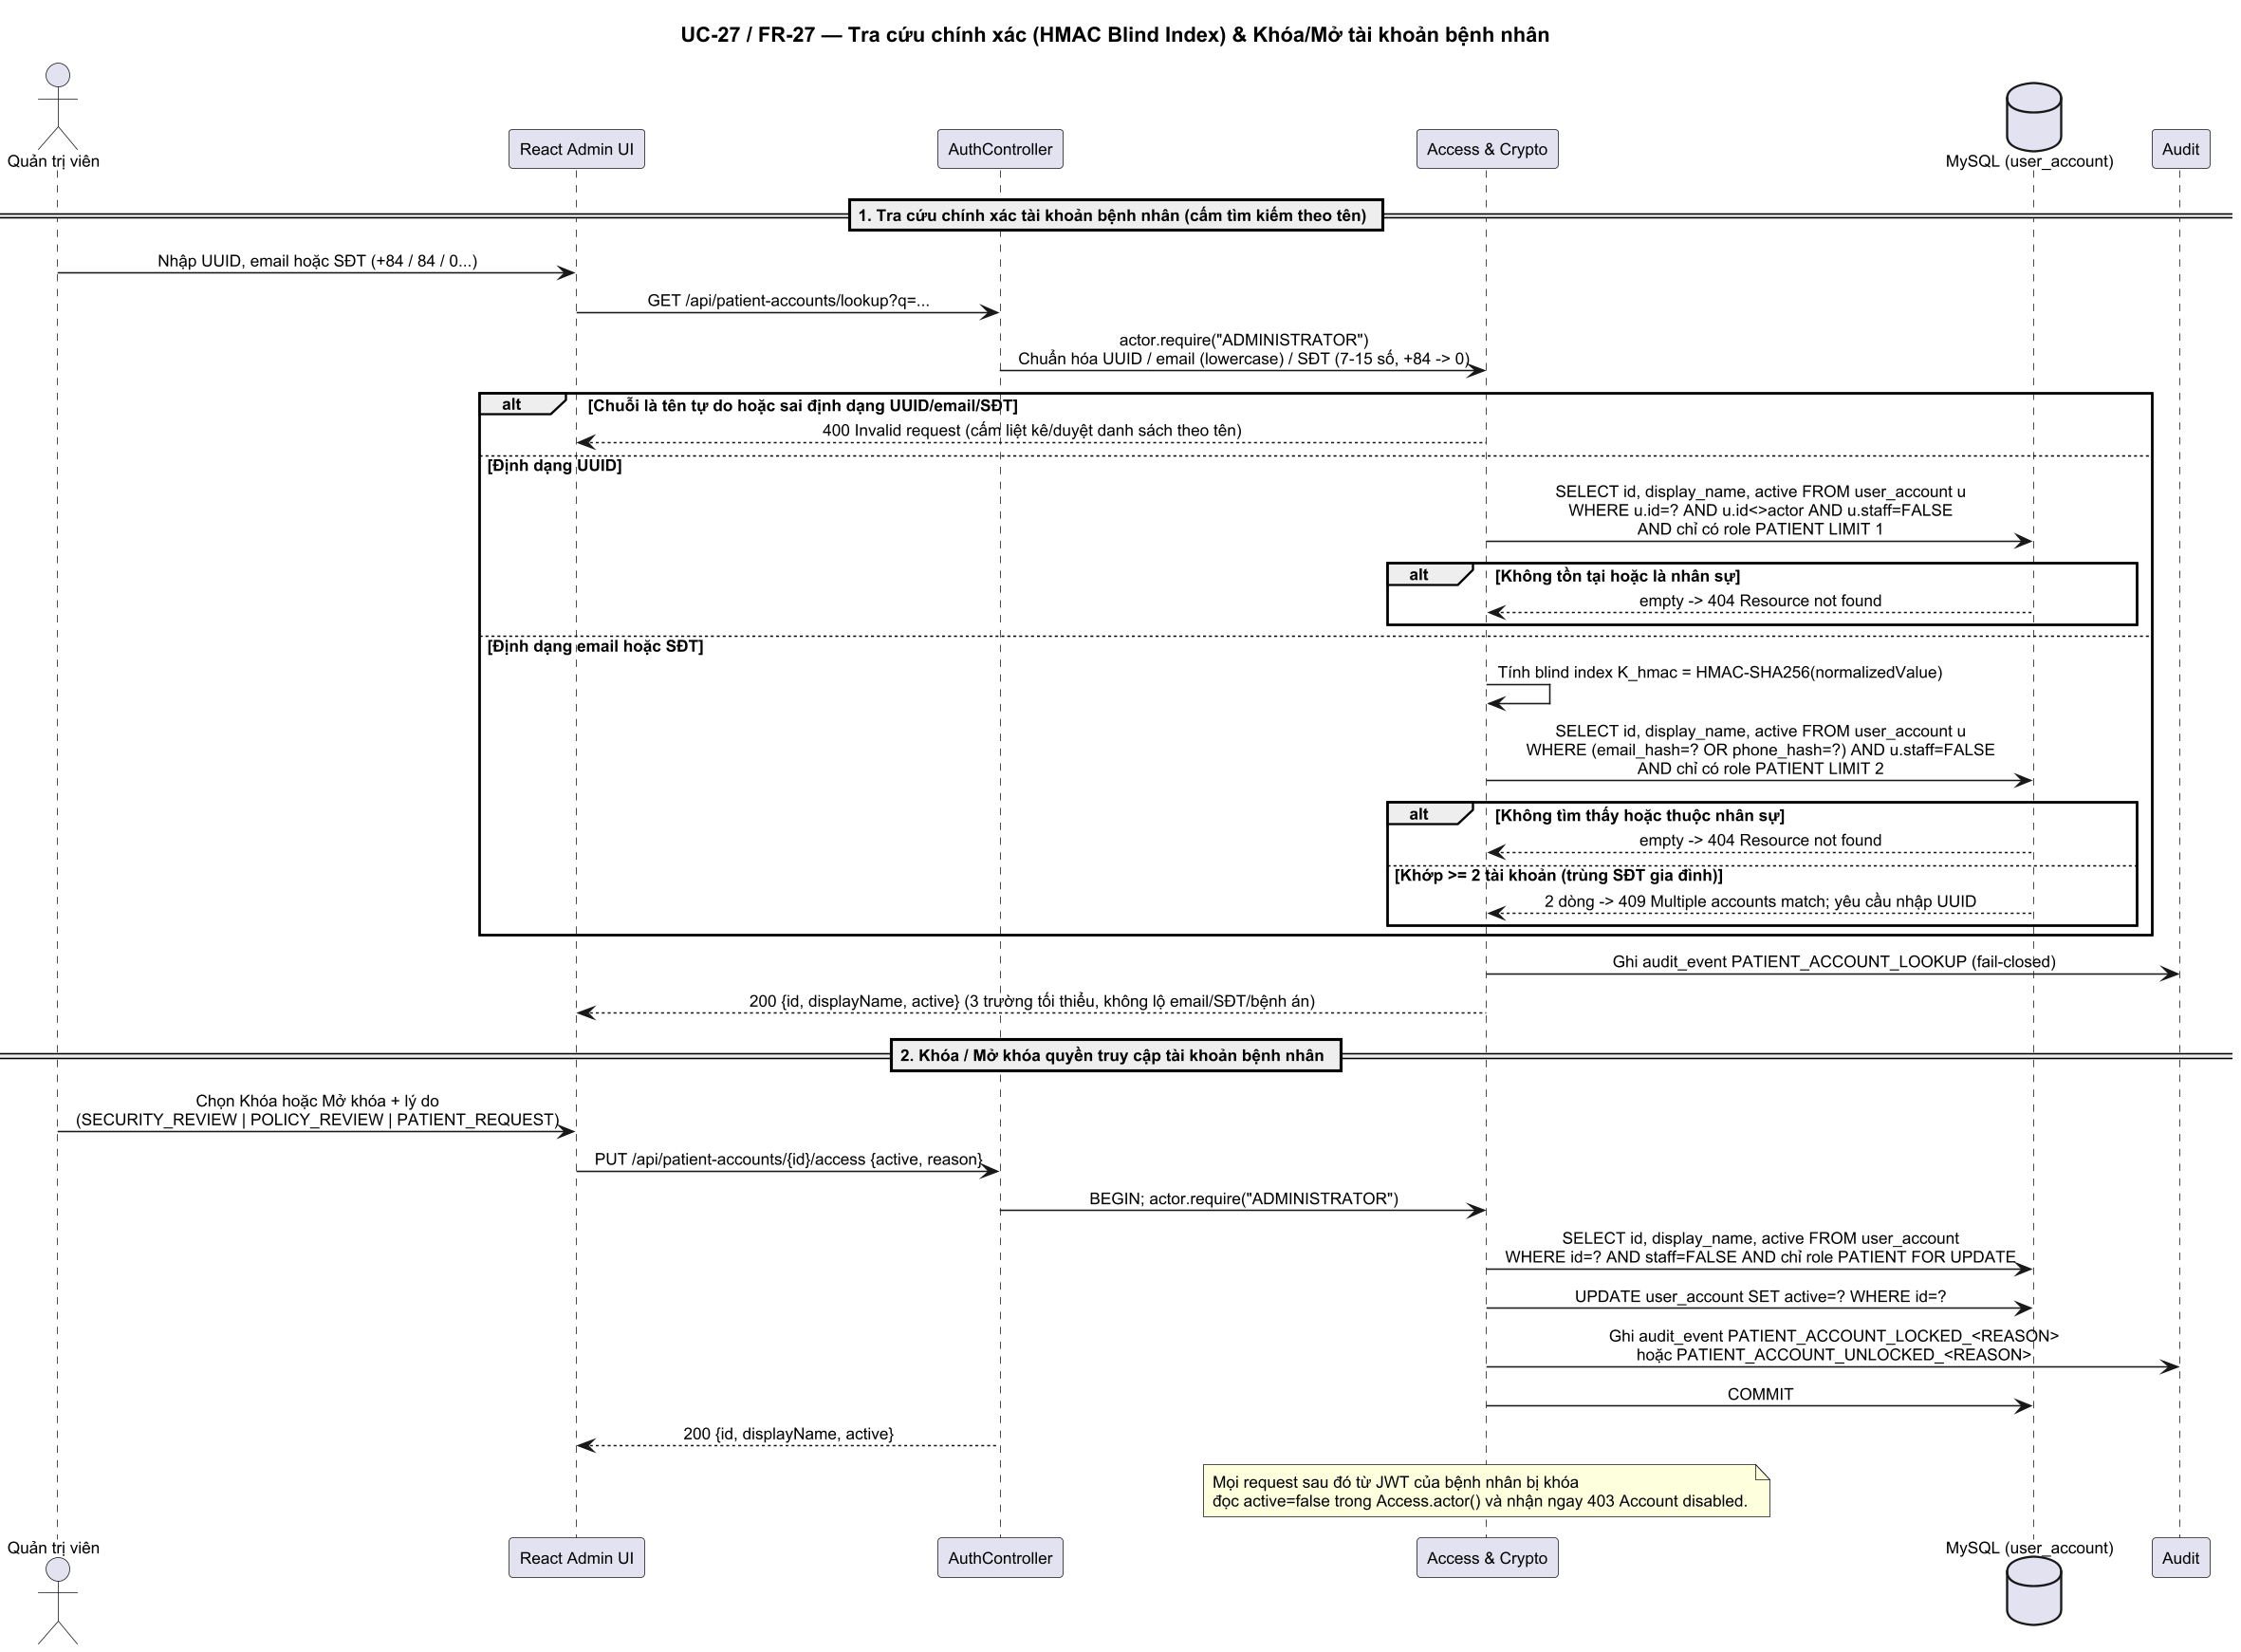 UC-27 / FR-27 — Tra cứu chính xác (HMAC Blind Index) & Khóa/Mở tài khoản bệnh nhân
Quản trị viên
React Admin UI
AuthController
Access & Crypto
MySQL (user_account)
Audit
1. Tra cứu chính xác tài khoản bệnh nhân (cấm tìm kiếm theo tên)
Nhập UUID, email hoặc SĐT (+84 / 84 / 0...)
GET /api/patient-accounts/lookup?q=...
actor.require("ADMINISTRATOR")
Chuẩn hóa UUID / email (lowercase) / SĐT (7-15 số, +84 -> 0)
alt
[Chuỗi là tên tự do hoặc sai định dạng UUID/email/SĐT]
400 Invalid request (cấm liệt kê/duyệt danh sách theo tên)
[Định dạng UUID]
SELECT id, display_name, active FROM user_account u
WHERE u.id=? AND u.id<>actor AND u.staff=FALSE
AND chỉ có role PATIENT LIMIT 1
alt
[Không tồn tại hoặc là nhân sự]
empty -> 404 Resource not found
[Định dạng email hoặc SĐT]
Tính blind index K_hmac = HMAC-SHA256(normalizedValue)
SELECT id, display_name, active FROM user_account u
WHERE (email_hash=? OR phone_hash=?) AND u.staff=FALSE
AND chỉ có role PATIENT LIMIT 2
alt
[Không tìm thấy hoặc thuộc nhân sự]
empty -> 404 Resource not found
[Khớp >= 2 tài khoản (trùng SĐT gia đình)]
2 dòng -> 409 Multiple accounts match; yêu cầu nhập UUID
Ghi audit_event PATIENT_ACCOUNT_LOOKUP (fail-closed)
200 {id, displayName, active} (3 trường tối thiểu, không lộ email/SĐT/bệnh án)
2. Khóa / Mở khóa quyền truy cập tài khoản bệnh nhân
Chọn Khóa hoặc Mở khóa + lý do
(SECURITY_REVIEW | POLICY_REVIEW | PATIENT_REQUEST)
PUT /api/patient-accounts/{id}/access {active, reason}
BEGIN; actor.require("ADMINISTRATOR")
SELECT id, display_name, active FROM user_account
WHERE id=? AND staff=FALSE AND chỉ role PATIENT FOR UPDATE
UPDATE user_account SET active=? WHERE id=?
Ghi audit_event PATIENT_ACCOUNT_LOCKED_<REASON>
hoặc PATIENT_ACCOUNT_UNLOCKED_<REASON>
COMMIT
200 {id, displayName, active}
Mọi request sau đó từ JWT của bệnh nhân bị khóa
đọc active=false trong Access.actor() và nhận ngay 403 Account disabled.
Quản trị viên
React Admin UI
AuthController
Access & Crypto
MySQL (user_account)
Audit